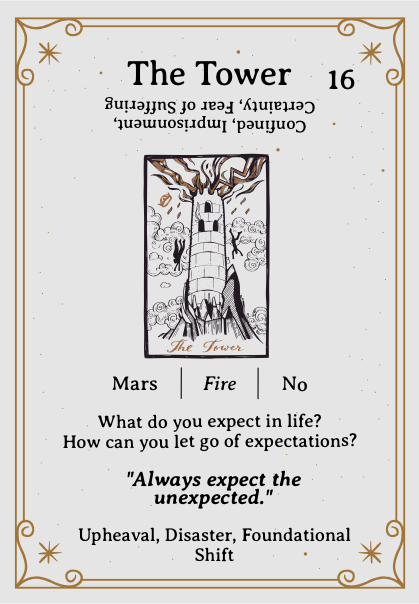 The Tower
16
Confined, Imprisonment,
Certainty, Fear of Suffering
The Tower
Mars | Fire | No
What do you expect in life?
How can you let go of expectations?
"Always expect the
unexpected."
Upheaval, Disaster, Foundational
Shift